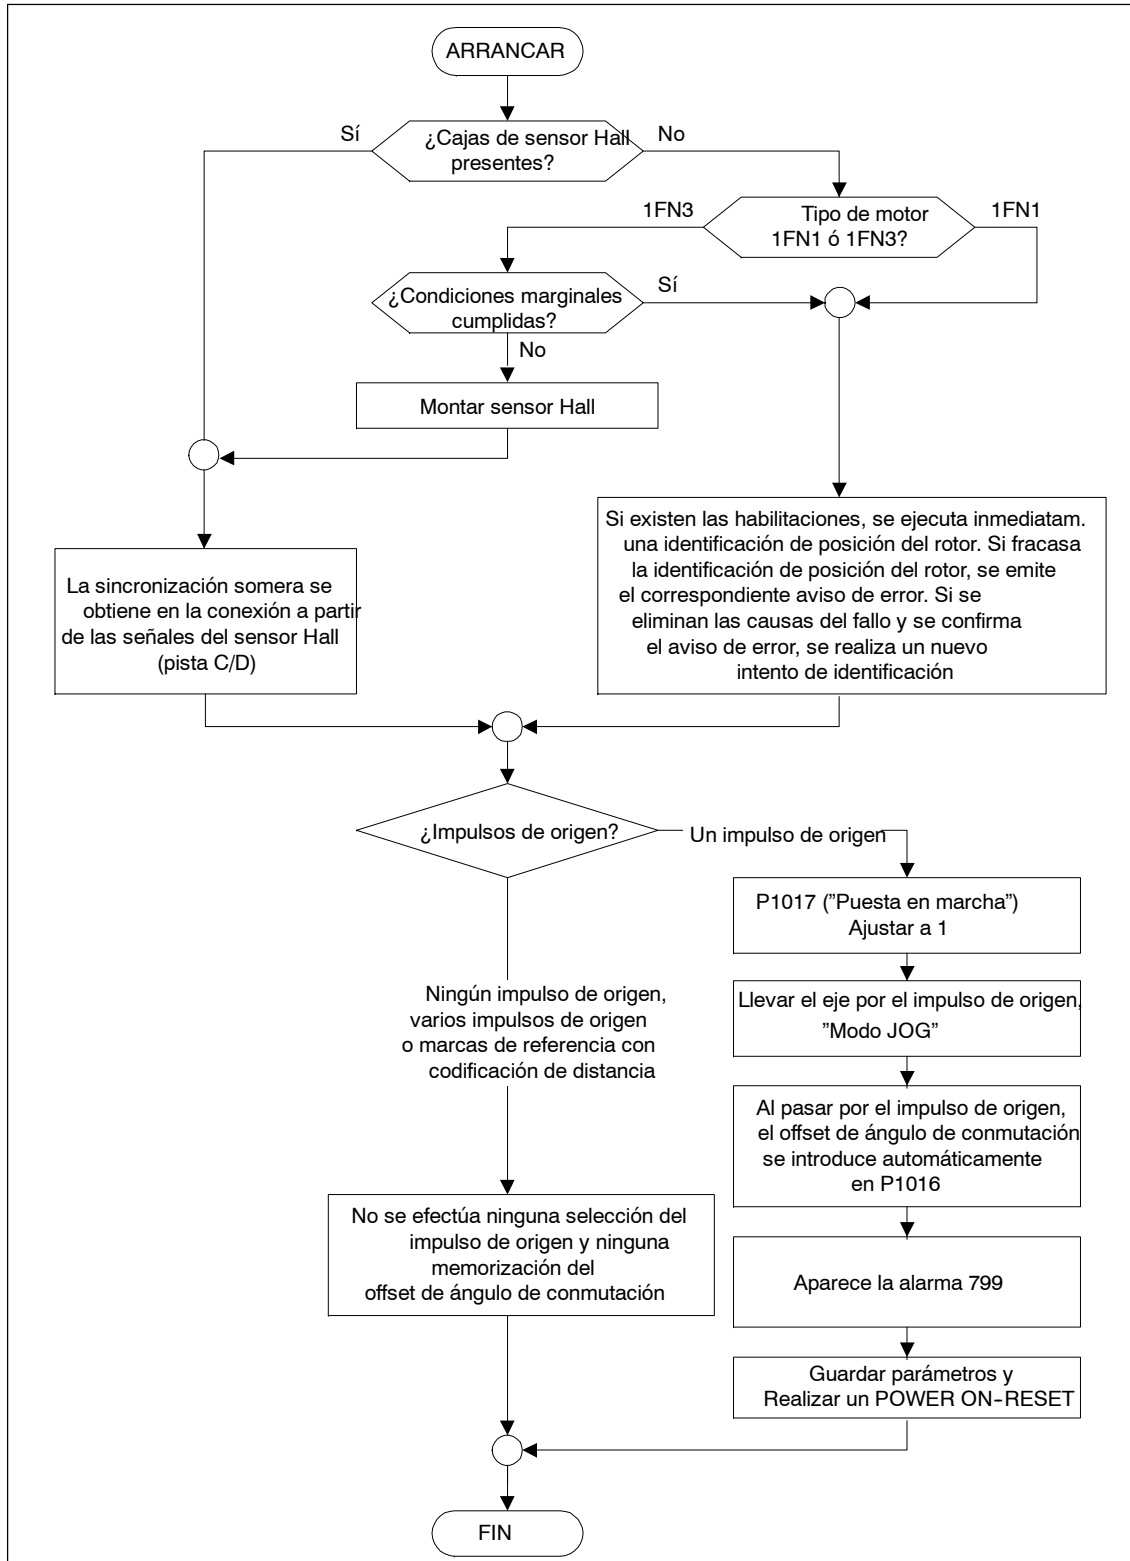 ARRANCAR
Sí
¿Cajas de sensor Hall
presentes?
No
1FN3
Tipo de motor
1FN1 ó 1FN3?
1FN1
¿Condiciones marginales
cumplidas?
Sí
No
Montar sensor Hall
La sincronización somera se
obtiene en la conexión a partir
de las señales del sensor Hall
(pista C/D)
Si existen las habilitaciones, se ejecuta inmediatam.
una identificación de posición del rotor. Si fracasa
la identificación de posición del rotor, se emite
el correspondiente aviso de error. Si se
eliminan las causas del fallo y se confirma
el aviso de error, se realiza un nuevo
intento de identificación
¿Impulsos de origen?
Un impulso de origen
P1017 (”Puesta en marcha”)
Ajustar a 1
Llevar el eje por el impulso de origen,
”Modo JOG”
Ningún impulso de origen,
varios impulsos de origen
o marcas de referencia con
codificación de distancia
Al pasar por el impulso de origen,
el offset de ángulo de conmutación
se introduce automáticamente
en P1016
No se efectúa ninguna selección del
impulso de origen y ninguna
memorización del
offset de ángulo de conmutación
Aparece la alarma 799
Guardar parámetros y
Realizar un POWER ON-RESET
FIN